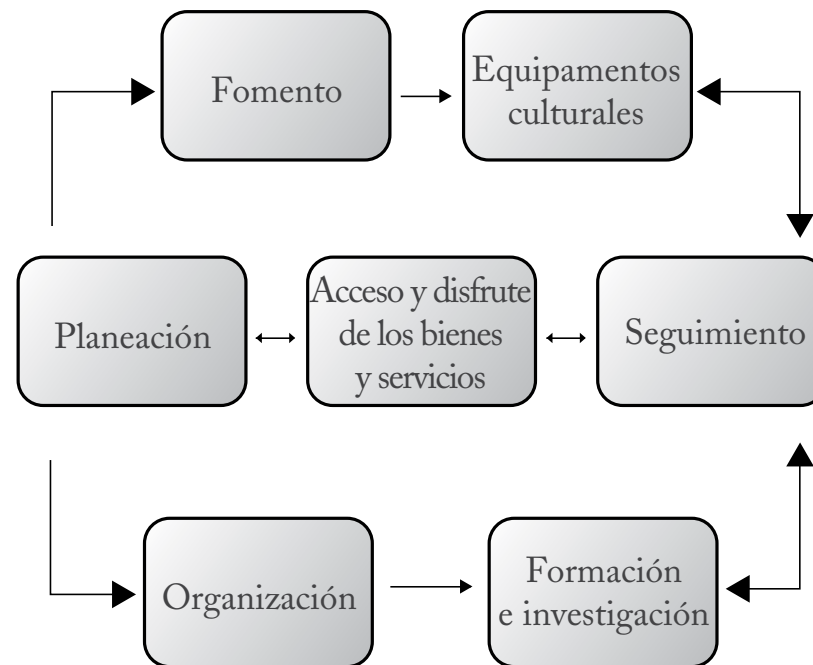 Fomento
Equipamentos
culturales
Planeación
Acceso y disfrute
de los bienes
y servicios
Seguimiento
Organización
Formación
e investigación